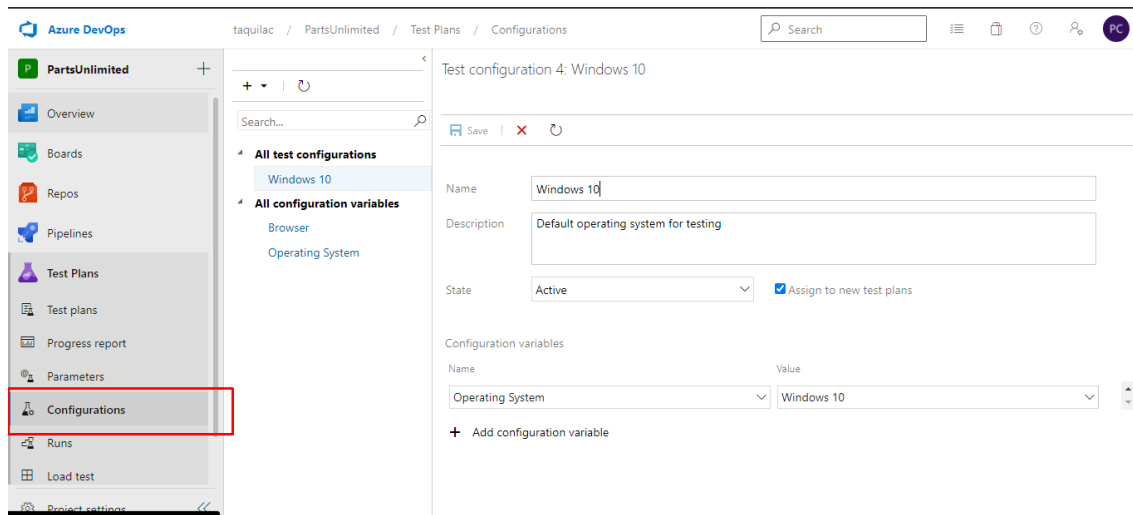 Azure DevOps
taquilac / PartsUnlimited / Test Plans / Configurations
Search
PC
P
PartsUnlimited
Overview
Boards
Repos
Pipelines
Test Plans
Test plans
Progress report
Parameters
Configurations
Runs
Load test
Project settings
Search...
All test configurations
Windows 10
All configuration variables
Browser
Operating System
Test configuration 4: Windows 10
Save
Name Windows 10
Description Default operating system for testing
State Active Assign to new test plans
Configuration variables
Name Value
Operating System Windows 10
+ Add configuration variable